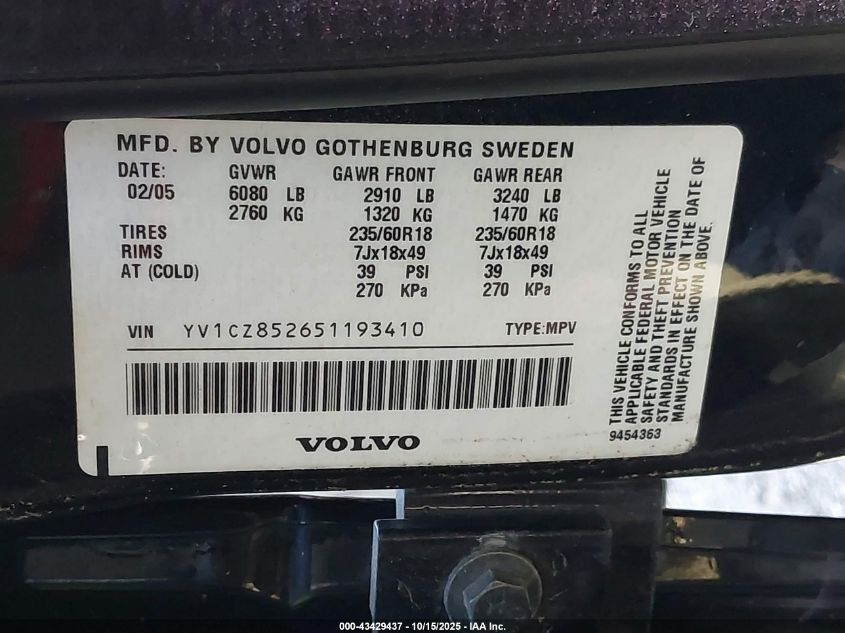 MFD. BY VOLVO GOTHENBURG SWEDEN
DATE: GVWR GAWR FRONT GAWR REAR
02/05 6080 LB 2910 LB 3240 LB
2760 KG 1320 KG 1470 KG
TIRES 235/60R18 235/60R18
RIMS 7Jx18x49 7Jx18x49
AT (COLD) 39 PSI 39 PSI
270 KPa 270 KPa
VIN YV1CZ852651193410 TYPE:MPV
VOLVO
THIS VEHICLE CONFORMS TO ALL
APPLICABLE FEDERAL MOTOR VEHICLE
SAFETY AND THEFT PREVENTION
STANDARDS IN EFFECT ON THE DATE OF
MANUFACTURE SHOWN ABOVE.
9454363
000-43429437 - 10/15/2025 - IAA Inc.